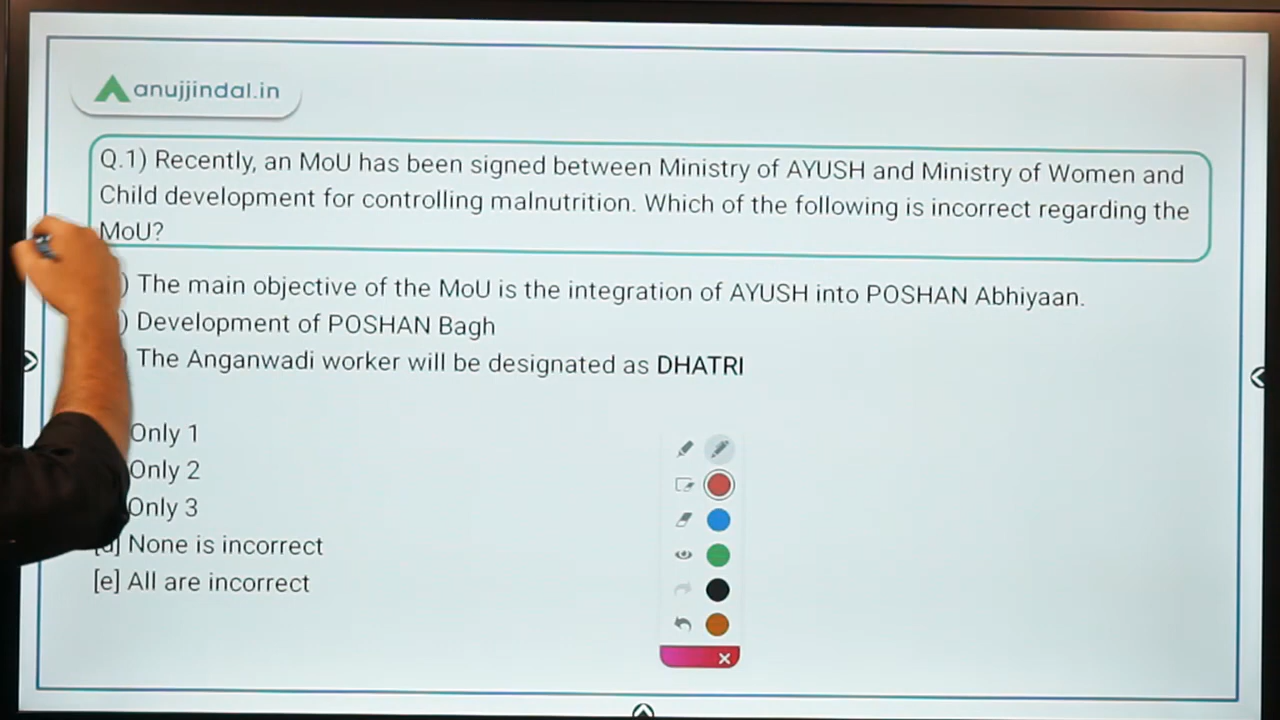 anujjindal.in
Q.1) Recently, an MoU has been signed between Ministry of AYUSH and Ministry of Women and
Child development for controlling malnutrition. Which of the following is incorrect regarding the
MoU?
) The main objective of the MoU is the integration of AYUSH into POSHAN Abhiyaan.
) Development of POSHAN Bagh
The Anganwadi worker will be designated as DHATRI
Only 1
Only 2
Only 3
[d] None is incorrect
[e] All are incorrect